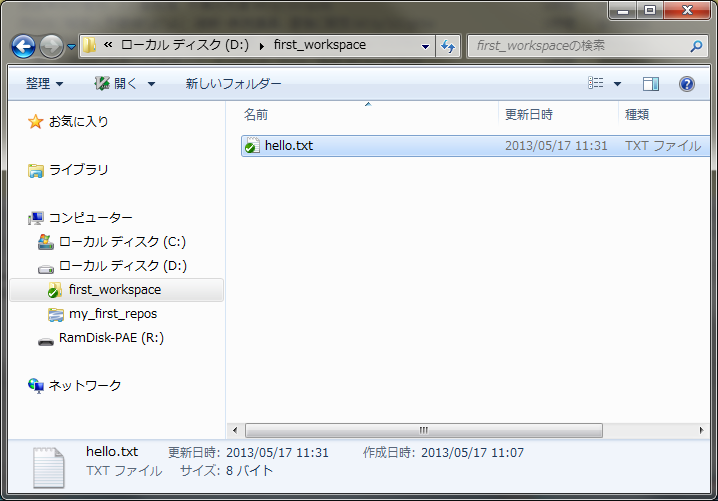 « ローカル ディスク (D:) first_workspace
first_workspaceの検索
整理 開く 新しいフォルダー
名前 更新日時 種類
hello.txt 2013/05/17 11:31 TXT ファイル
お気に入り
ライブラリ
コンピューター
ローカル ディスク (C:)
ローカル ディスク (D:)
first_workspace
my_first_repos
RamDisk-PAE (R:)
ネットワーク
hello.txt 更新日時: 2013/05/17 11:31 作成日時: 2013/05/17 11:07
TXT ファイル サイズ: 8 バイト